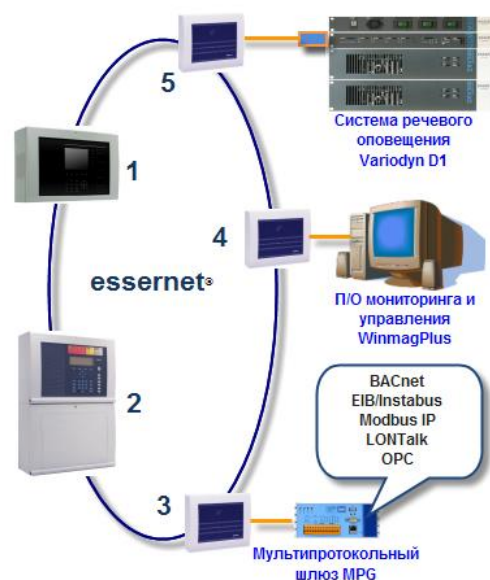 5
Система речевого
оповещения
Variodyn D1
1
4
essernet®
П/О мониторинга и
управления
WinmagPlus
2
BACnet
EIB/Instabus
Modbus IP
LONTalk
OPC
3
Мультипротокольный
шлюз MPG